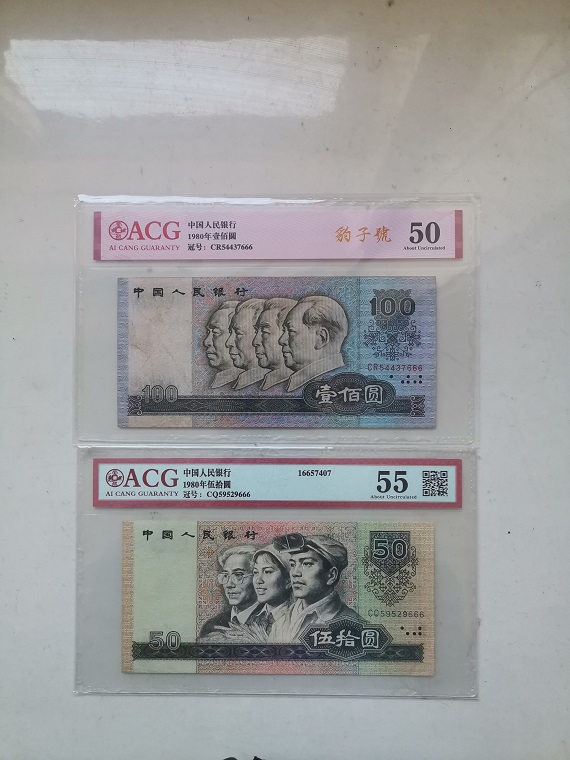 ACG
AI CANG GUARANTY
中国人民银行
1980年壹佰圆
冠号：CR54437666
豹子號
50
About Uncirculated
中国人民银行
100
CR54437666
100
壹佰圆
ACG
AI CANG GUARANTY
中国人民银行
1980年伍拾圆
冠号：CQ59529666
16657407
55
About Uncirculated
中国人民银行
50
CQ59529666
50
伍拾圆